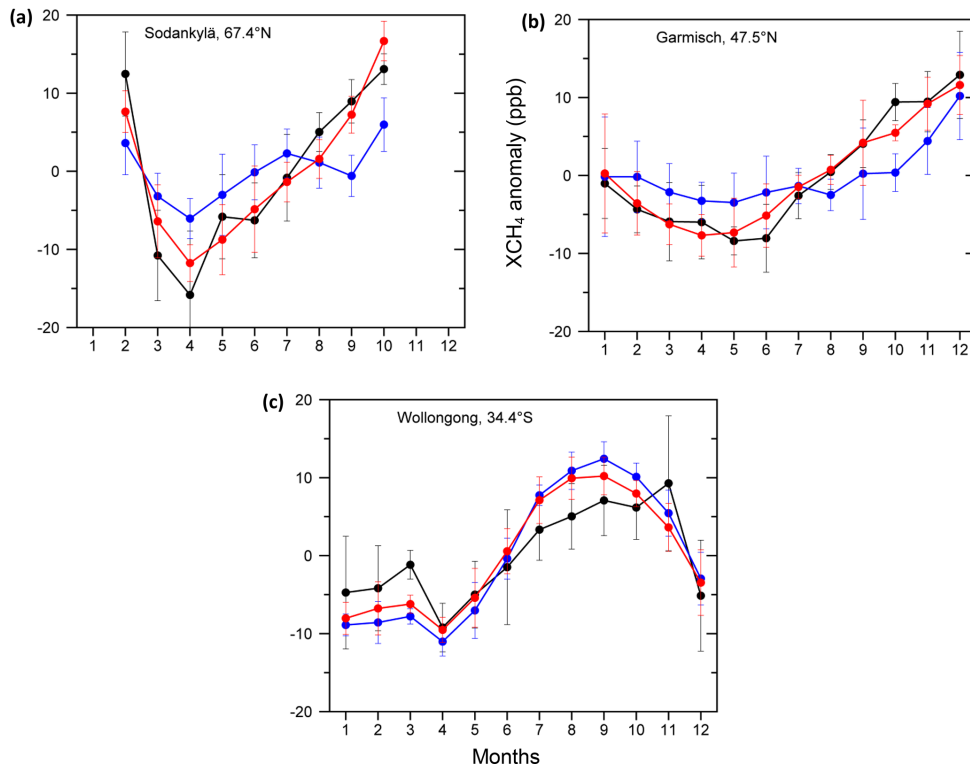 (a)
Sodankylä, 67.4°N
20
10
0
-10
-20
1 2 3 4 5 6 7 8 9 10 11 12
(b)
Garmisch, 47.5°N
XCH₄ anomaly (ppb)
20
10
0
-10
-20
1 2 3 4 5 6 7 8 9 10 11 12
(c)
Wollongong, 34.4°S
20
10
0
-10
-20
1 2 3 4 5 6 7 8 9 10 11 12
Months